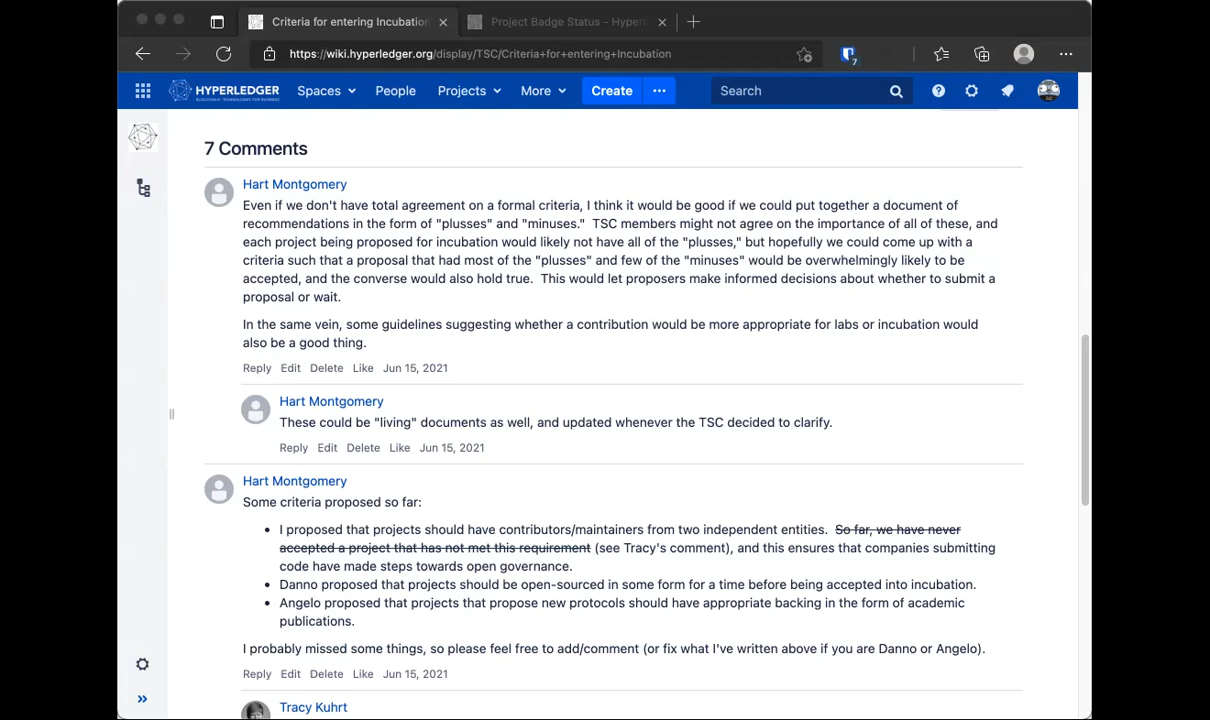 Criteria for entering Incubation
Project Badge Status - Hyper
https://wiki.hyperledger.org/display/TSC/Criteria+for+entering+Incubation
7
HYPERLEDGER
Spaces
People
Projects
More
Create
Search
7 Comments
Hart Montgomery
Even if we don't have total agreement on a formal criteria, I think it would be good if we could put together a document of
recommendations in the form of "plusses" and "minuses."  TSC members might not agree on the importance of all of these, and
each project being proposed for incubation would likely not have all of the "plusses," but hopefully we could come up with a
criteria such that a proposal that had most of the "plusses" and few of the "minuses" would be overwhelmingly likely to be
accepted, and the converse would also hold true.  This would let proposers make informed decisions about whether to submit a
proposal or wait.
In the same vein, some guidelines suggesting whether a contribution would be more appropriate for labs or incubation would
also be a good thing.
Reply Edit Delete Like Jun 15, 2021
Hart Montgomery
These could be "living" documents as well, and updated whenever the TSC decided to clarify.
Reply Edit Delete Like Jun 15, 2021
Hart Montgomery
Some criteria proposed so far:
• I proposed that projects should have contributors/maintainers from two independent entities.  So far, we have never
accepted a project that has not met this requirement (see Tracy's comment), and this ensures that companies submitting
code have made steps towards open governance.
• Danno proposed that projects should be open-sourced in some form for a time before being accepted into incubation.
• Angelo proposed that projects that propose new protocols should have appropriate backing in the form of academic
publications.
I probably missed some things, so please feel free to add/comment (or fix what I've written above if you are Danno or Angelo).
Reply Edit Delete Like Jun 15, 2021
Tracy Kuhrt